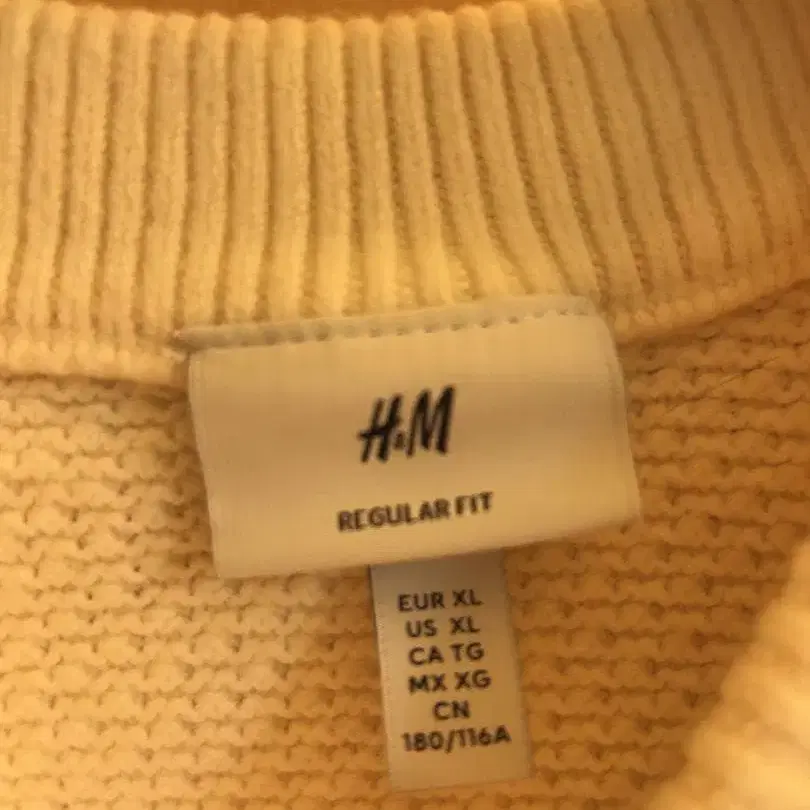 H&M
REGULAR FIT
EUR XL
US XL
CA TG
MX XG
CN
180/116A